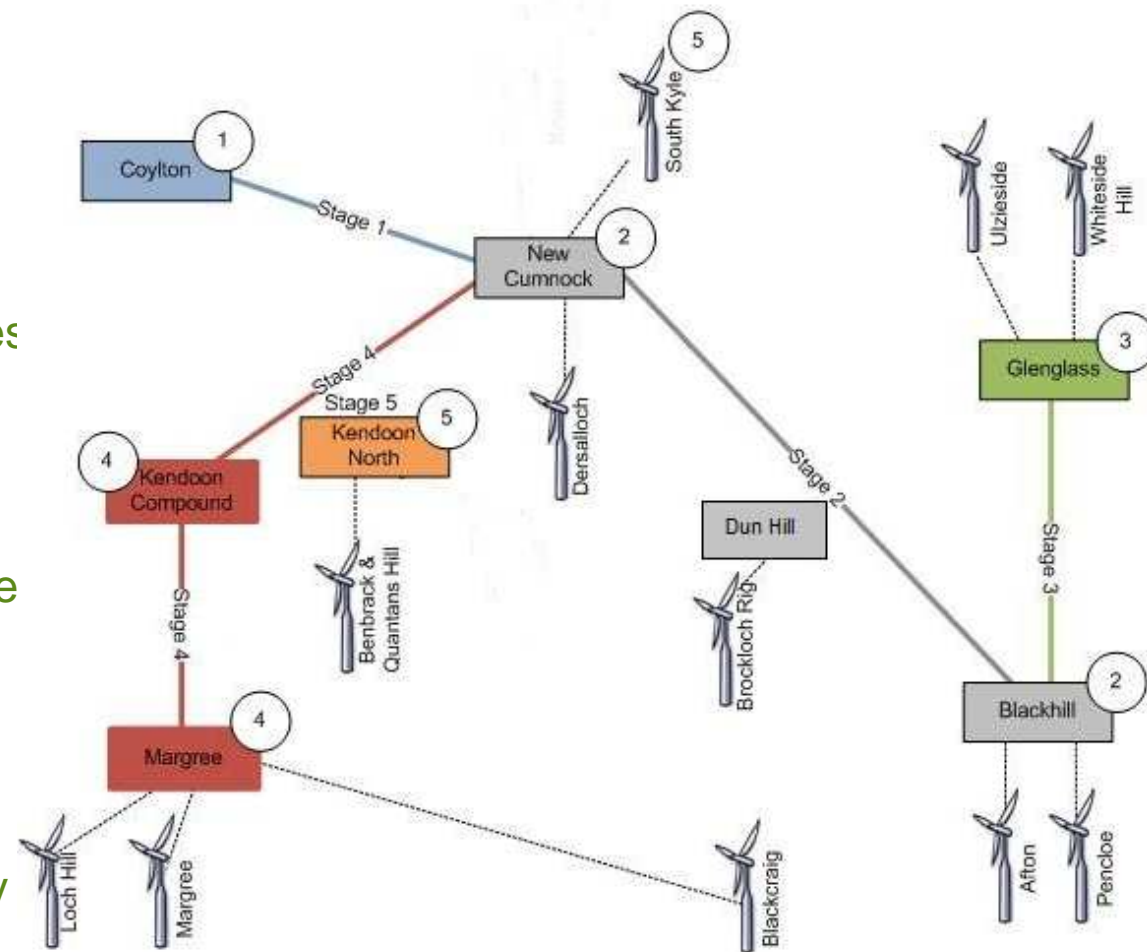 5
South Kyle
1
Coylton
Stage 1
2
New
Cumnock
Ulzieside
Whiteside
Hill
es
3
Glenglass
Stage 4
Stage 5
5
Kendoon
North
Dersalloch
4
Kendoon
Compound
Stage 2
Dun Hill
Stage 3
e
Stage 4
Benbrack &
Quantans Hill
Brockloch Rig
2
Blackhill
4
Margree
Loch Hill
Margree
Blackcraig
Afton
Pencloe
y